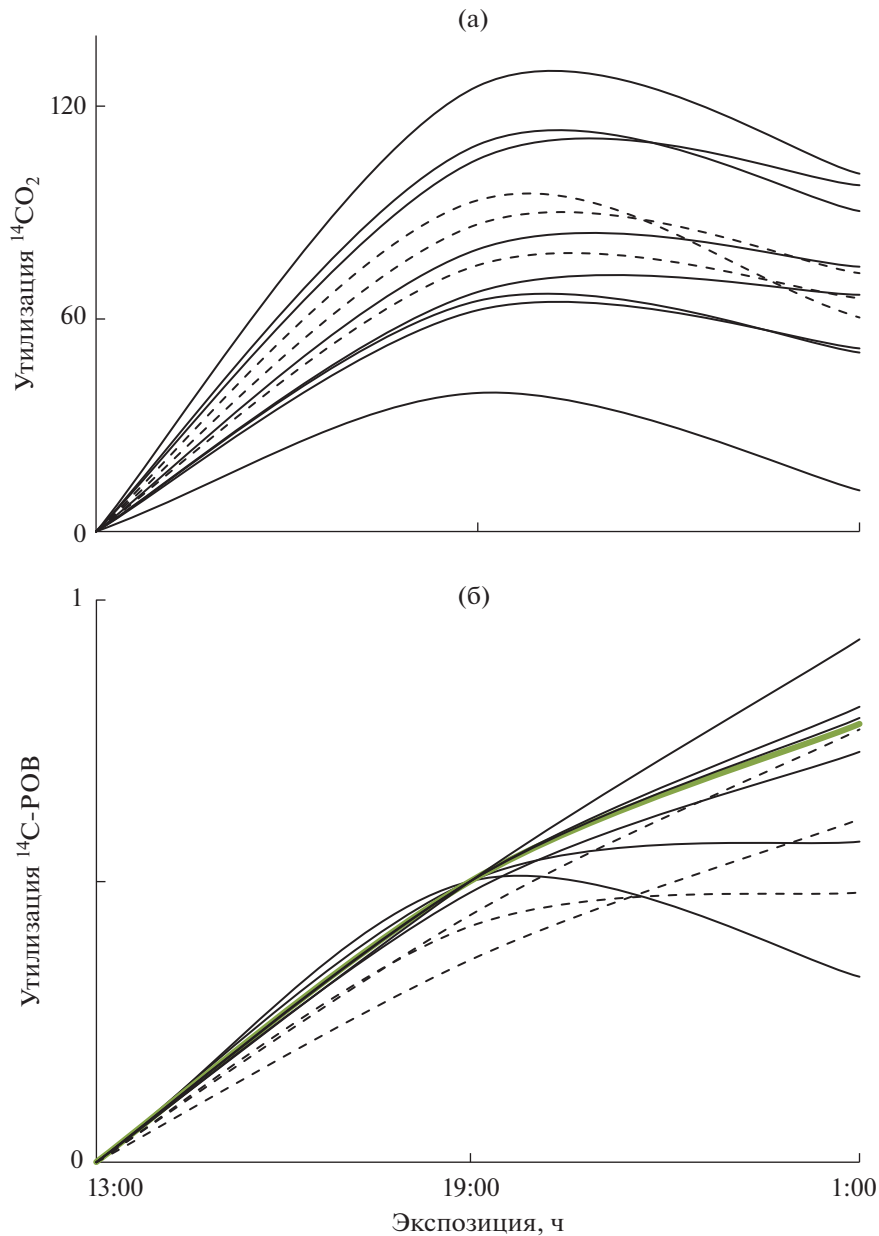 (а)
120
60
0
Утилизация ¹⁴CO₂
(б)
1
0
Утилизация ¹⁴C-РОВ
13:00 19:00 1:00
Экспозиция, ч